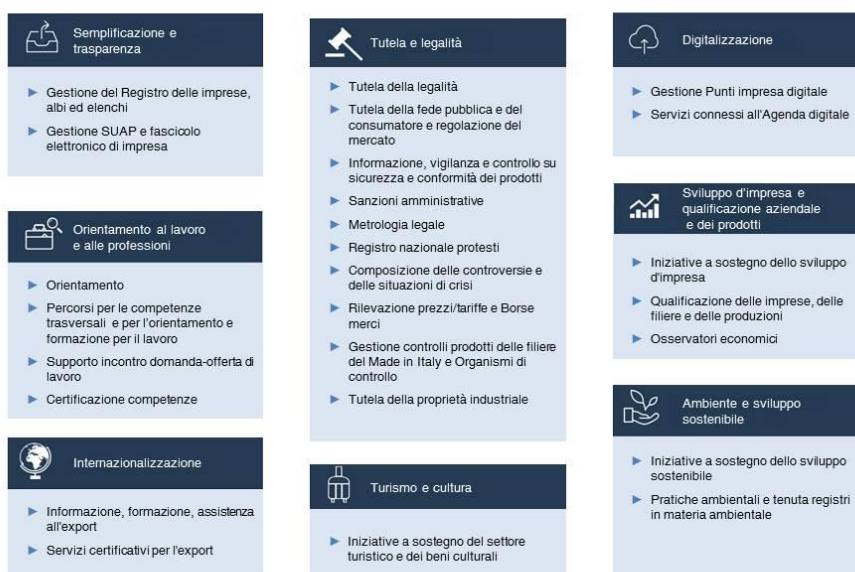 Semplificazione e
trasparenza
Gestione del Registro delle imprese,
albi ed elenchi
Gestione SUAP e fascicolo
elettronico di impresa
Orientamento al lavoro
e alle professioni
Orientamento
Percorsi per le competenze
trasversali e per l'orientamento e
formazione per il lavoro
Supporto incontro domanda-offerta di
lavoro
Certificazione competenze
Internazionalizzazione
Informazione, formazione, assistenza
all'export
Servizi certificativi per l'export
Tutela e legalità
Tutela della legalità
Tutela della fede pubblica e del
consumatore e regolazione del
mercato
Informazione, vigilanza e controllo su
sicurezza e conformità dei prodotti
Sanzioni amministrative
Metrologia legale
Registro nazionale protesti
Composizione delle controversie e
delle situazioni di crisi
Rilevazione prezzi/tariffe e Borse
merci
Gestione controlli prodotti delle filiere
del Made in Italy e Organismi di
controllo
Tutela della proprietà industriale
Turismo e cultura
Iniziative a sostegno del settore
turistico e dei beni culturali
Digitalizzazione
Gestione Punti impresa digitale
Servizi connessi all'Agenda digitale
Sviluppo d'impresa e
qualificazione aziendale
e dei prodotti
Iniziative a sostegno dello sviluppo
d'impresa
Qualificazione delle imprese, delle
filiere e delle produzioni
Osservatori economici
Ambiente e sviluppo
sostenibile
Iniziative a sostegno dello sviluppo
sostenibile
Pratiche ambientali e tenuta registri
in materia ambientale